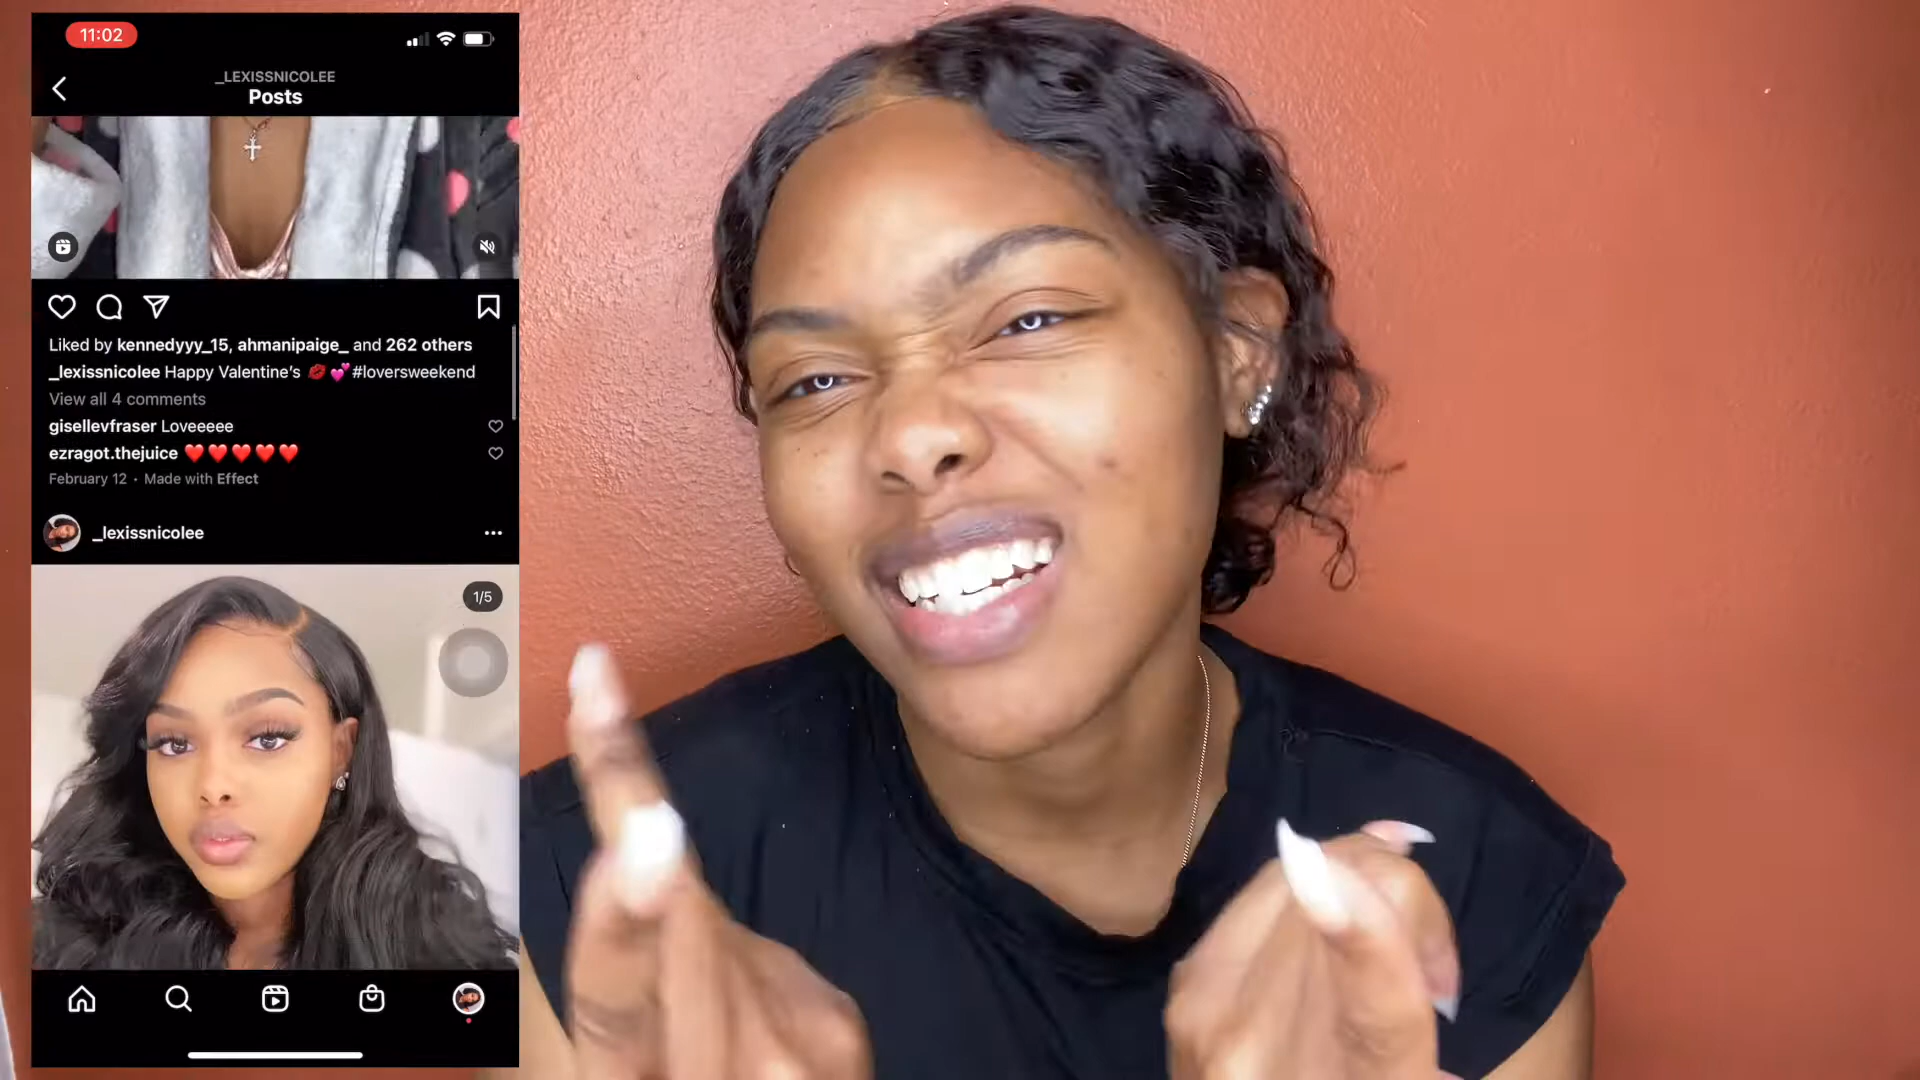 11:02
_LEXISSNICOLEE
Posts
Liked by kennedyyy_15, ahmanipaige_ and 262 others
_lexissnicolee Happy Valentine's 💋💕#loversweekend
View all 4 comments
gisellevfraser Loveeeee
ezragot.thejuice ❤️❤️❤️❤️❤️
February 12 • Made with Effect
_lexissnicolee
1/5